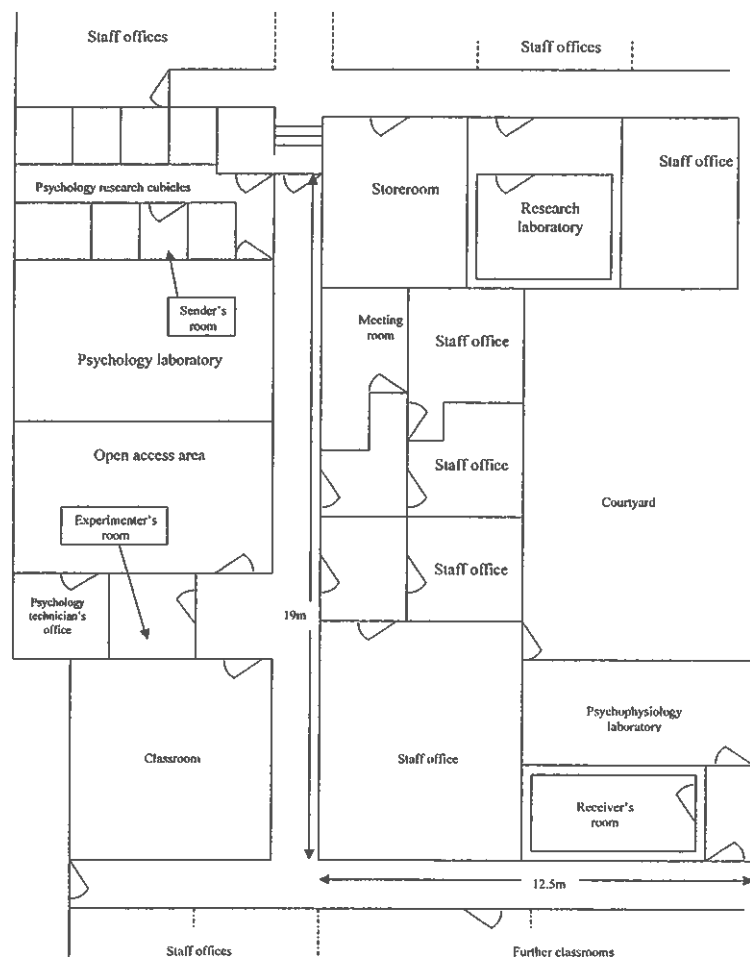 Staff offices
Staff offices
Staff office
Psychology research cubicles
Storeroom
Research
laboratory
Sender's
room
Meeting
room
Staff office
Psychology laboratory
Open access area
Staff office
Courtyard
Experimenter's
room
Psychology
technician's
office
Staff office
19m
Psychophysiology
laboratory
Classroom
Staff office
Receiver's
room
12.5m
Staff offices
Further classrooms